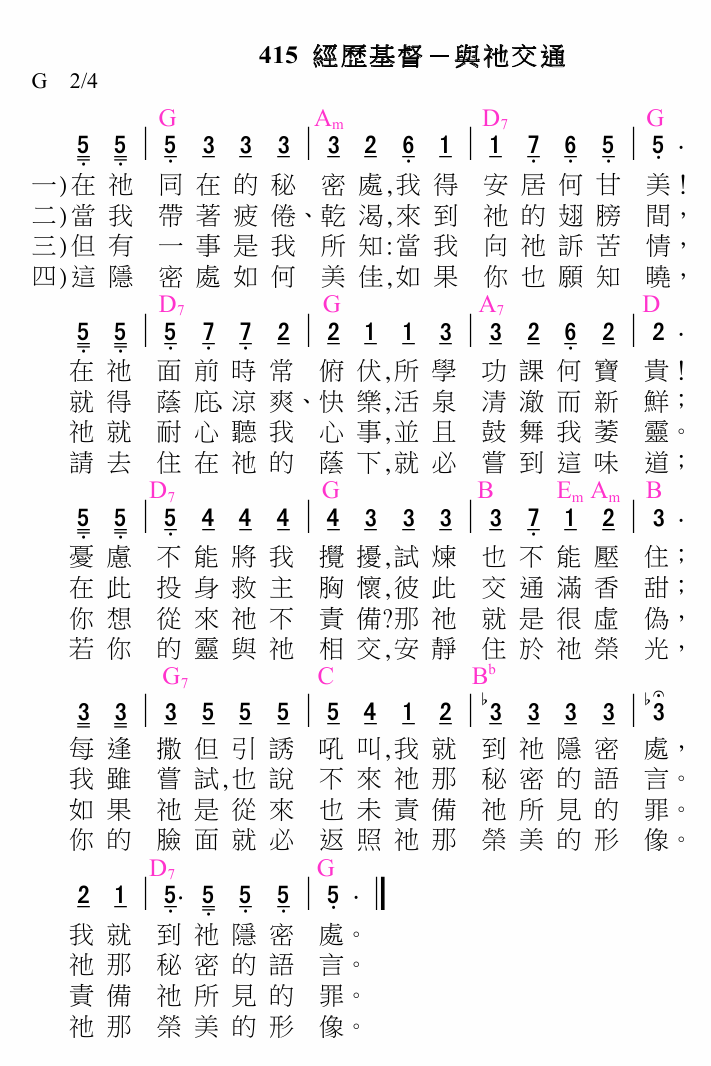 415 經歷基督－與祂交通
G 2/4
G Am D7 G
5 5 | 5 3 3 3 | 3 2 6 1 | 1 7 6 5 | 5 .
一)在祂 同在的秘 密處,我得 安居何甘 美!
二)當我 帶著疲倦、乾渴,來到 祂的翅膀 間，
三)但有 一事是我 所知:當我 向祂訴苦 情，
四)這隱 密處如何 美佳,如果 你也願知 曉，
D7 G A7 D
5 5 | 5 7 7 2 | 2 1 1 3 | 3 2 6 2 | 2 .
在祂 面前時常 俯伏,所學 功課何寶 貴!
就得 蔭庇、涼爽、快樂,活泉 清澈而新 鮮；
祂就 耐心聽我 心事,並且 鼓舞我萎 靈。
請去 住在祂的 蔭下,就必 嘗到這味 道；
D7 G B Em Am B
5 5 | 5 4 4 4 | 4 3 3 3 | 3 7 1 2 | 3 .
憂慮 不能將我 攪擾,試煉 也不能壓 住；
在此 投身救主 胸懷,彼此 交通滿香 甜；
你想 從來祂不 責備?那祂 就是很虛 偽，
若你 的靈與祂 相交,安靜 住於祂榮 光，
G7 C Bb
3 3 | 3 5 5 5 | 5 4 1 2 | ♭3 3 3 3 | ♭3
每逢 撒但引誘 吼叫,我就 到祂隱密 處，
我雖 嘗試,也說 不來祂那 秘密的語 言。
如果 祂是從來 也未責備 祂所見的 罪。
你的 臉面就必 返照祂那 榮美的形 像。
D7 G
2 1 | 5. 5 5 5 | 5 . ‖
我就 到祂隱密 處。
祂那 秘密的語 言。
責備 祂所見的 罪。
祂那 榮美的形 像。